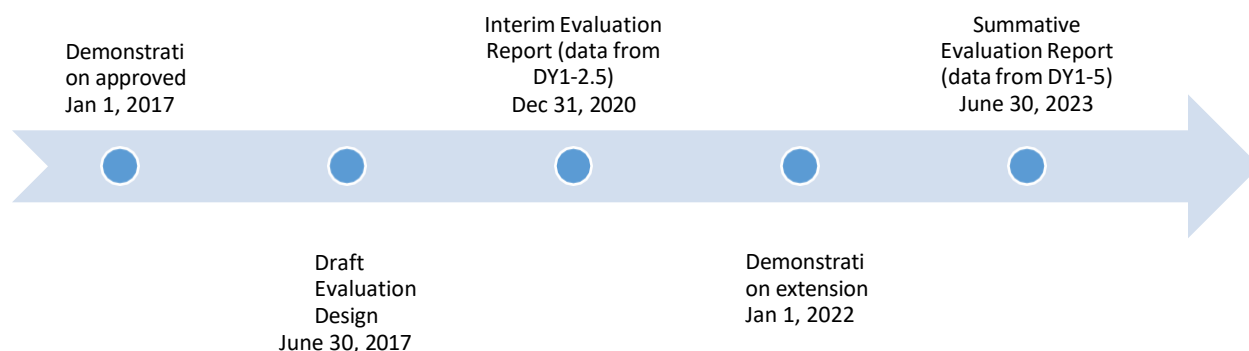 Demonstrati
on approved
Jan 1, 2017
Draft
Evaluation
Design
June 30, 2017
Interim Evaluation
Report (data from
DY1-2.5)
Dec 31, 2020
Demonstrati
on extension
Jan 1, 2022
Summative
Evaluation Report
(data from DY1-5)
June 30, 2023